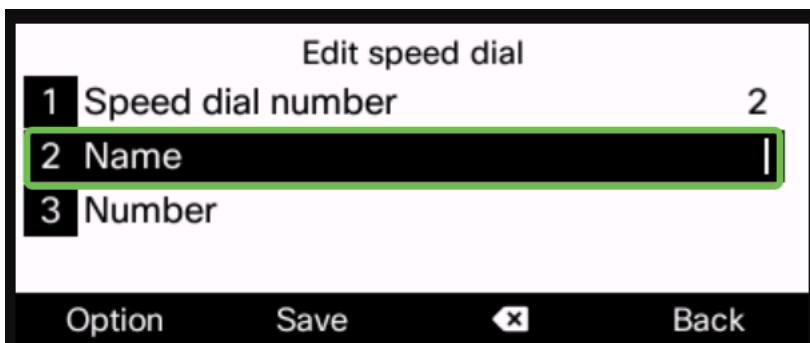 Edit speed dial
1 Speed dial number 2
2 Name
3 Number
Option Save Back